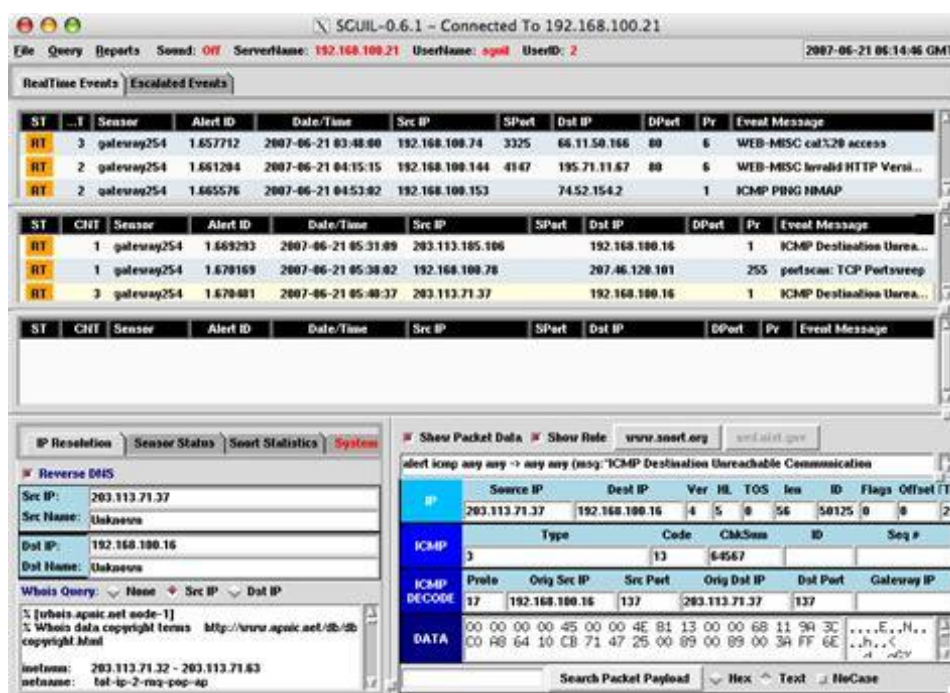 SGUIL-0.6.1 - Connected To 192.168.100.21
File Query Reports Sound: Off ServerName: 192.168.100.21 UserName: sguil UserID: 2 2007-06-21 06:14:46 GMT
RealTime Events Escalated Events
ST ...T Sensor Alert ID Date/Time Src IP SPort Dst IP DPort Pr Event Message
RT 3 gateway254 1.657712 2007-06-21 03:48:00 192.168.100.74 3325 66.11.50.166 80 6 WEB-MISC cat%20 access
RT 2 gateway254 1.661204 2007-06-21 04:15:15 192.168.100.144 4147 195.71.11.67 80 6 WEB-MISC Invalid HTTP Versi...
RT 2 gateway254 1.665576 2007-06-21 04:53:02 192.168.100.153 74.52.154.2 1 ICMP PING NMAP
ST CNT Sensor Alert ID Date/Time Src IP SPort Dst IP DPort Pr Event Message
RT 1 gateway254 1.669293 2007-06-21 05:31:09 203.113.185.106 192.168.100.16 1 ICMP Destination Unrea...
RT 1 gateway254 1.670169 2007-06-21 05:38:02 192.168.100.78 207.46.120.101 255 portscan: TCP Portsweep
RT 3 gateway254 1.670481 2007-06-21 05:40:37 203.113.71.37 192.168.100.16 1 ICMP Destination Unrea...
ST CNT Sensor Alert ID Date/Time Src IP SPort Dst IP DPort Pr Event Message
IP Resolution Sensor Status Snort Statistics System
Reverse DNS
Src IP: 203.113.71.37
Src Name: Unknown
Dst IP: 192.168.100.16
Dst Name: Unknown
Whois Query: None Src IP Dst IP
% [whois.apnic.net node-1]
% Whois data copyright terms http://www.apnic.net/db/db
copyright.html
inetnum: 203.113.71.32 - 203.113.71.63
netname: tot-ip-2-mq-pop-ap
Show Packet Data Show Rule www.snort.org
alert icmp any any -> any any (msg:"ICMP Destination Unreachable Communication
IP Source IP Dest IP Ver HL TOS len ID Flags Offset
203.113.71.37 192.168.100.16 4 5 0 56 50125 0 0
ICMP Type Code ChkSum ID Seq #
3 13 64567
ICMP DECODE Proto Orig Src IP Src Port Orig Dst IP Dst Port Gateway IP
17 192.168.100.16 137 203.113.71.37 137
DATA 00 00 00 00 45 00 00 4E 81 13 00 00 68 11 9A 3C ....E..N..
C0 A8 64 10 CB 71 47 25 00 89 00 89 00 3A FF 6E ..h..<
Search Packet Payload Hex Text NoCase